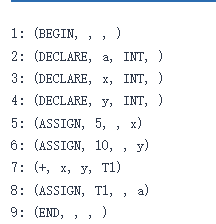 1: (BEGIN, , , )
2: (DECLARE, a, INT, )
3: (DECLARE, x, INT, )
4: (DECLARE, y, INT, )
5: (ASSIGN, 5, , x)
6: (ASSIGN, 10, , y)
7: (+, x, y, T1)
8: (ASSIGN, T1, , a)
9: (END, , , )